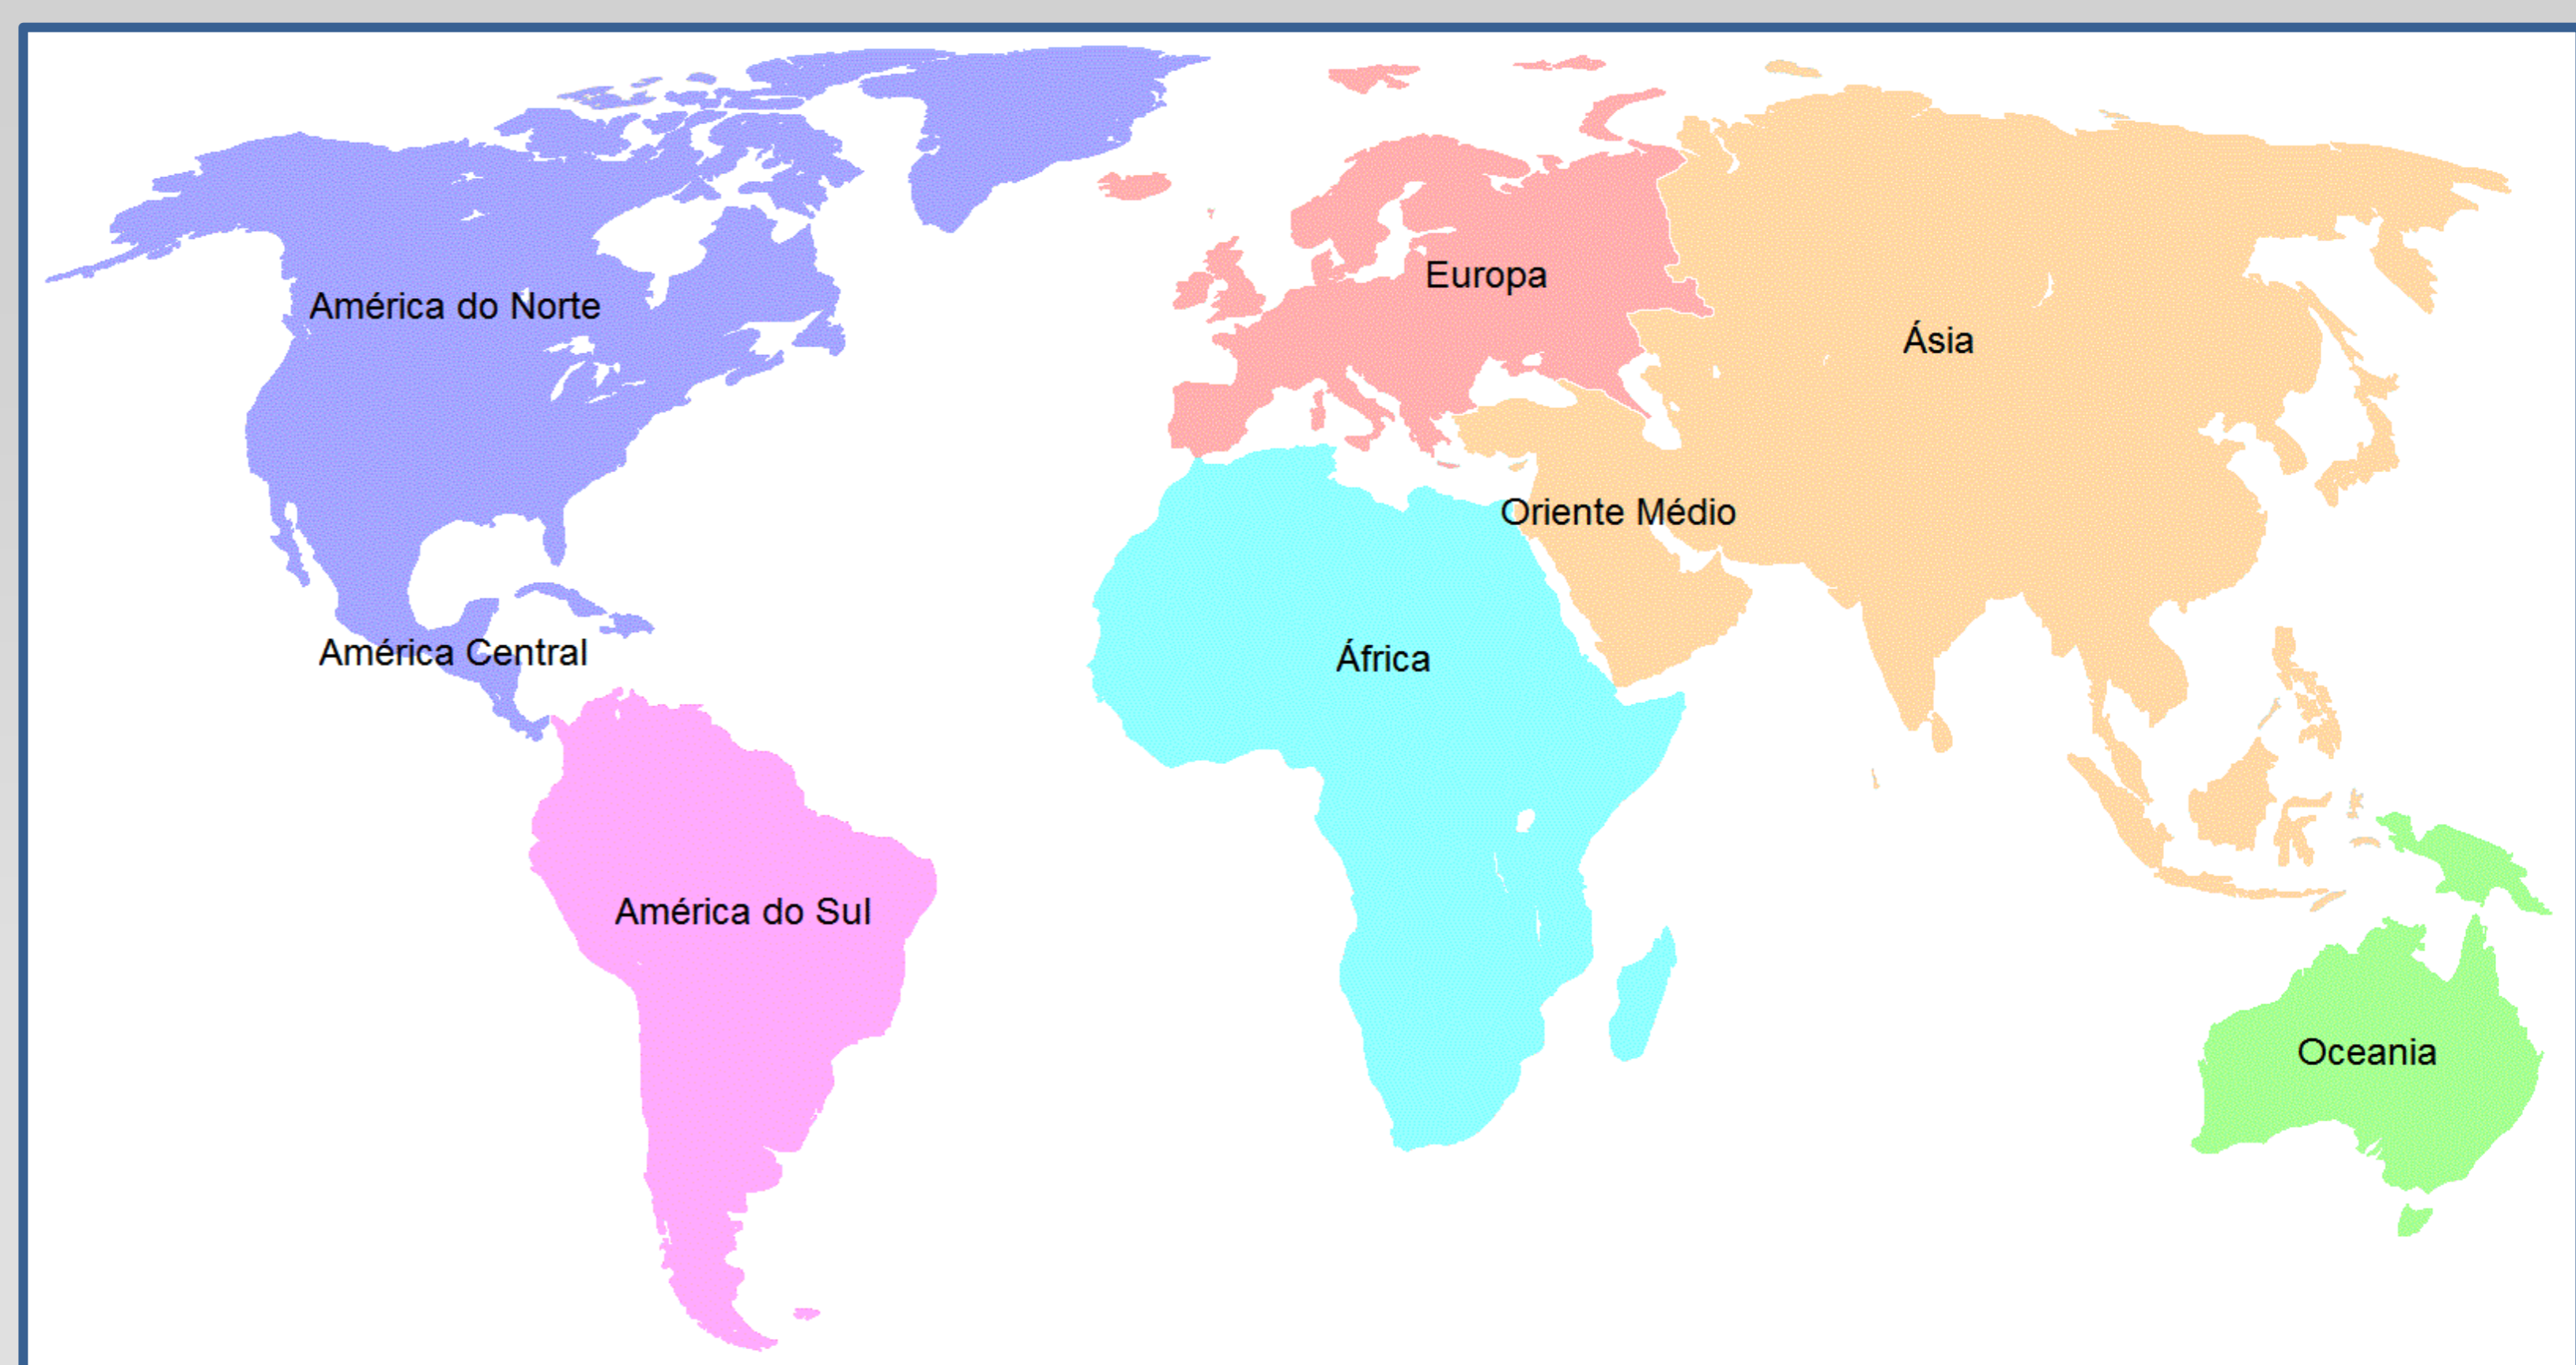 Europa
América do Norte
Ásia
Oriente Médio
América Central
África
América do Sul
Oceania